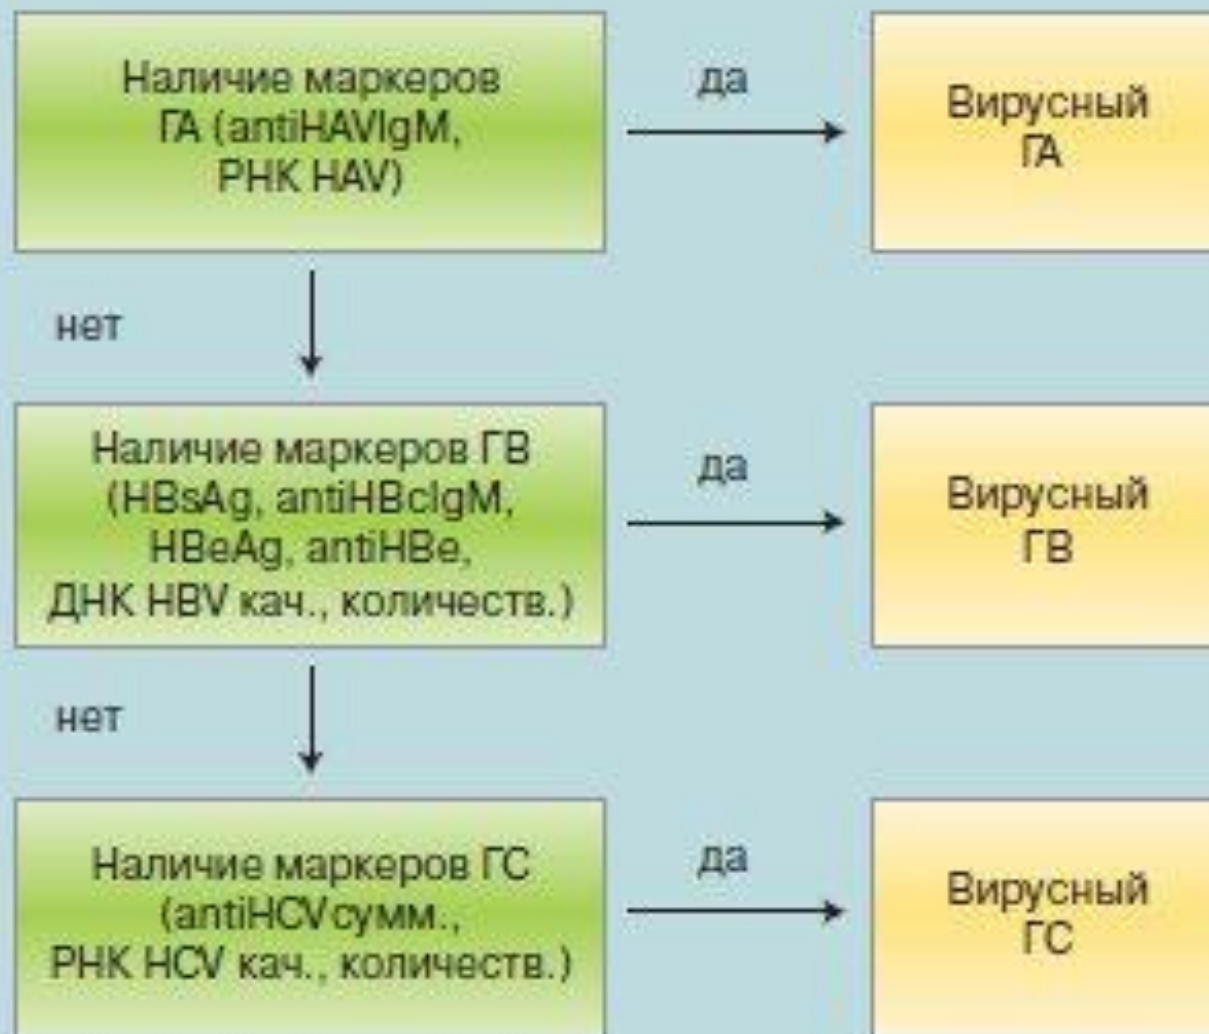 Наличие маркеров
ГА (antiHAVIgM,
РНК HAV)
да
Вирусный
ГА
нет
Наличие маркеров ГВ
(HBsAg, antiHBcIgM,
HBeAg, antiHBe,
ДНК HBV кач., количеств.)
да
Вирусный
ГВ
нет
Наличие маркеров ГС
(antiHCVсумм.,
РНК HCV кач., количеств.)
да
Вирусный
ГС